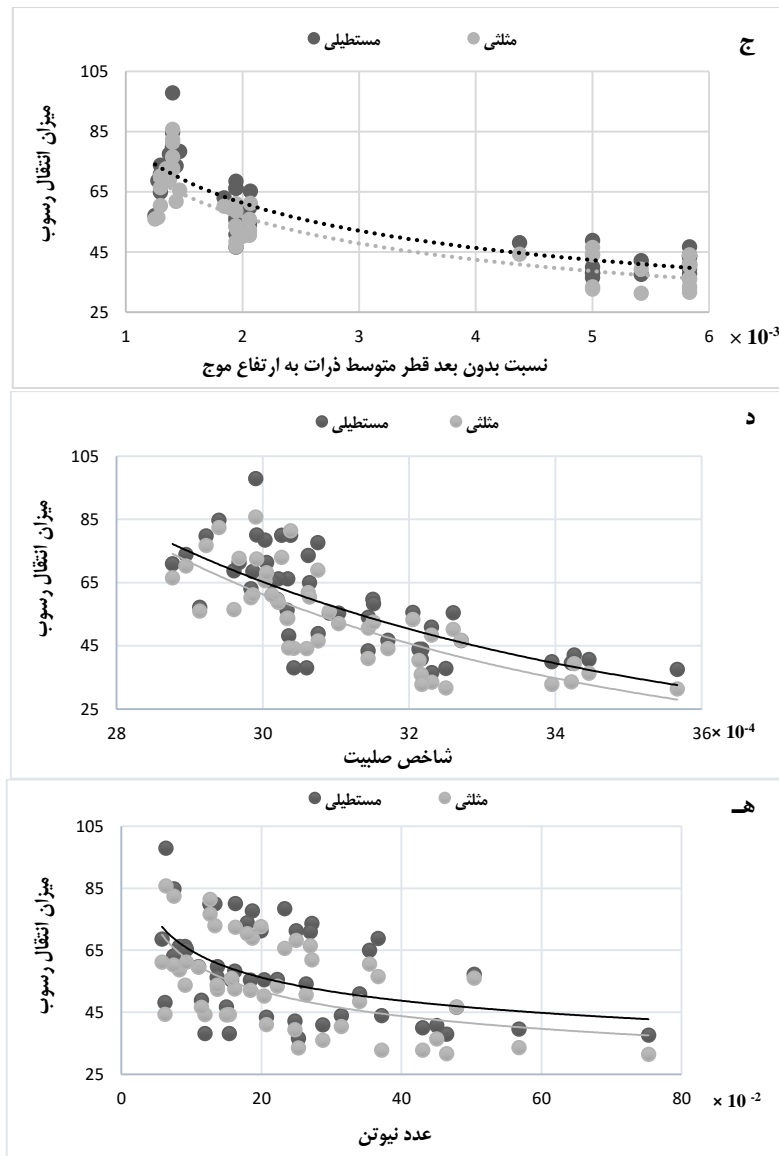 ج
مستطیلی مثلثی
میزان انتقال رسوب
105
85
65
45
25
1 2 3 4 5 6 × 10-3
نسبت بدون بعد قطر متوسط ذرات به ارتفاع موج
د
مستطیلی مثلثی
میزان انتقال رسوب
105
85
65
45
25
28 30 32 34 36× 10-4
شاخص صلبیت
هـ
مستطیلی مثلثی
میزان انتقال رسوب
105
85
65
45
25
0 20 40 60 80 × 10-2
عدد نیوتن